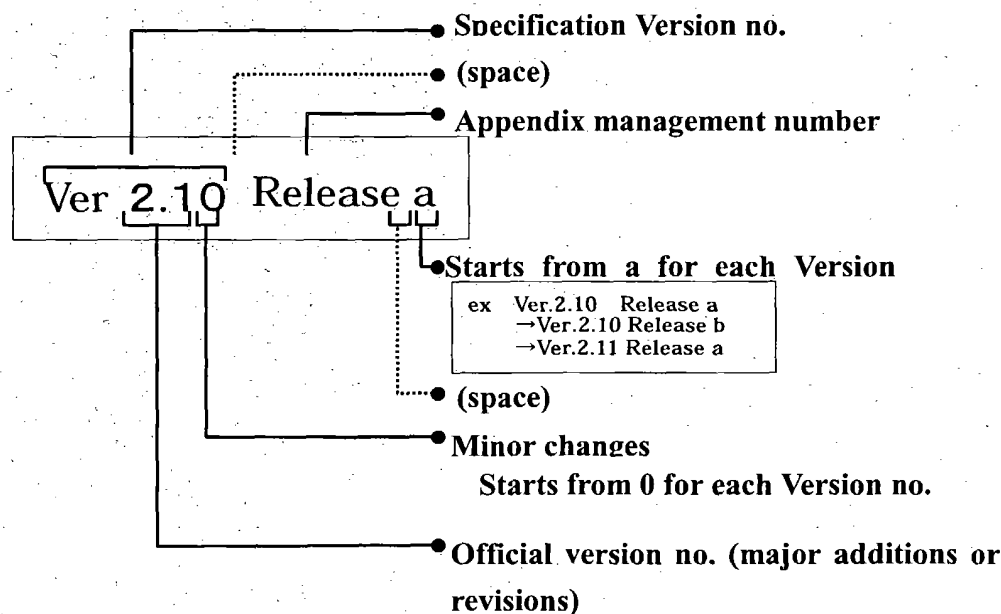 Specification Version no.
(space)
Appendix management number
Ver 2.10 Release a
Starts from a for each Version
ex Ver.2.10 Release a
→Ver.2.10 Release b
→Ver.2.11 Release a
(space)
Minor changes
Starts from 0 for each Version no.
Official version no. (major additions or
revisions)